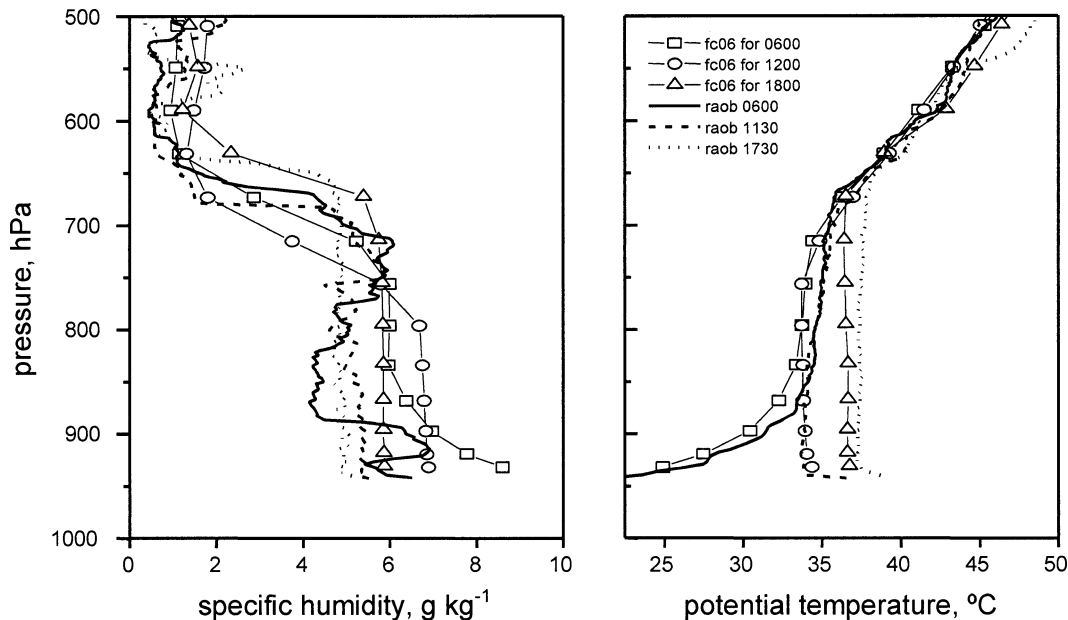 500
600
700
800
900
1000
pressure, hPa
0
2
4
6
8
10
specific humidity, g kg⁻¹
fc06 for 0600
fc06 for 1200
fc06 for 1800
raob 0600
raob 1130
raob 1730
25
30
35
40
45
50
potential temperature, ºC